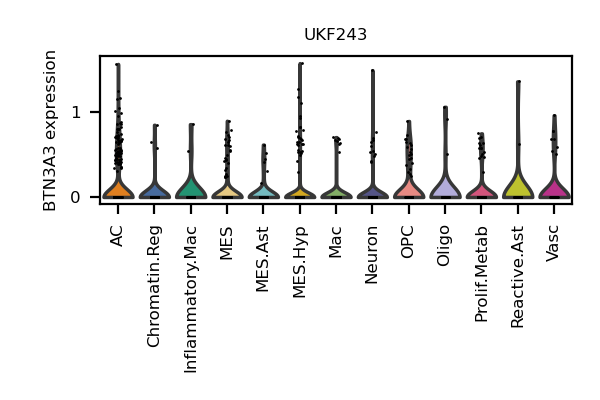 UKF243
BTN3A3 expression
1
0
AC
Chromatin.Reg
Inflammatory.Mac
MES
MES.Ast
MES.Hyp
Mac
Neuron
OPC
Oligo
Prolif.Metab
Reactive.Ast
Vasc